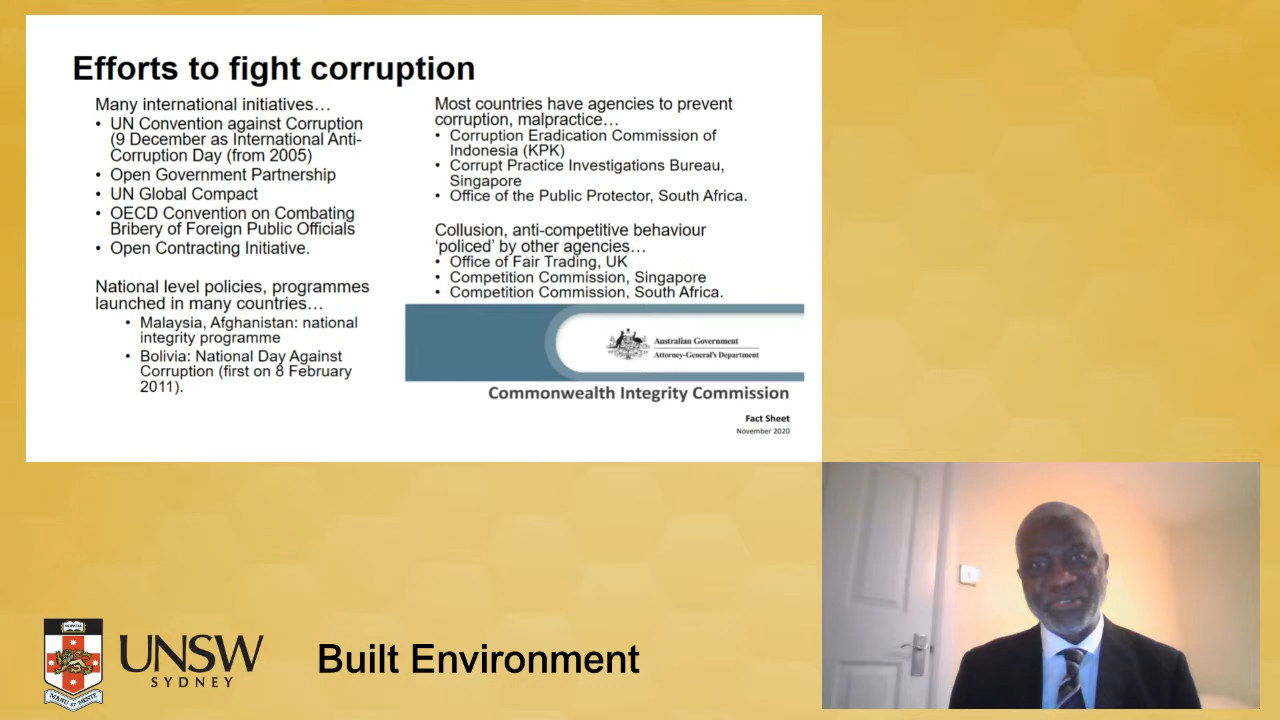 Efforts to fight corruption
Many international initiatives…
• UN Convention against Corruption
(9 December as International Anti-
Corruption Day (from 2005)
• Open Government Partnership
• UN Global Compact
• OECD Convention on Combating
Bribery of Foreign Public Officials
• Open Contracting Initiative.
National level policies, programmes
launched in many countries…
• Malaysia, Afghanistan: national
integrity programme
• Bolivia: National Day Against
Corruption (first on 8 February
2011).
Most countries have agencies to prevent
corruption, malpractice…
• Corruption Eradication Commission of
Indonesia (KPK)
• Corrupt Practice Investigations Bureau,
Singapore
• Office of the Public Protector, South Africa.
Collusion, anti-competitive behaviour
‘policed’ by other agencies…
• Office of Fair Trading, UK
• Competition Commission, Singapore
• Competition Commission, South Africa.
Australian Government
Attorney-General's Department
Commonwealth Integrity Commission
Fact Sheet
November 2020
MANU ET MENTE
UNSW
SYDNEY
Built Environment